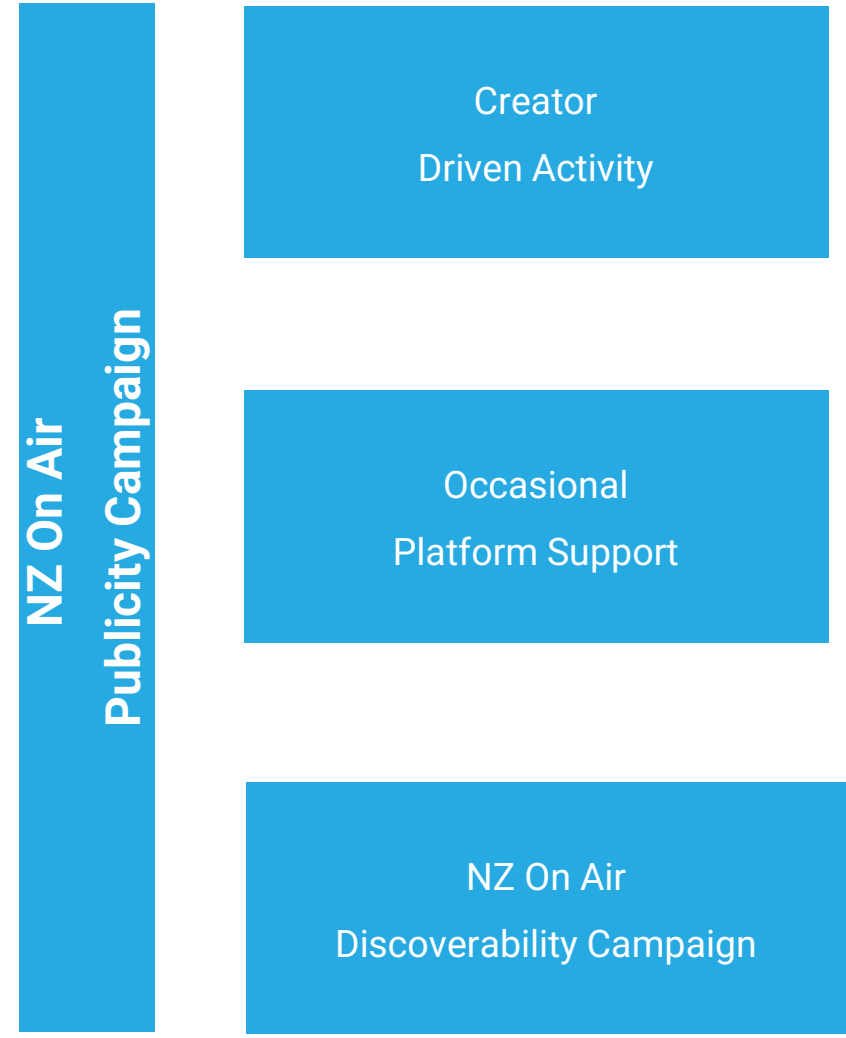 NZ On Air
Publicity Campaign
Creator
Driven Activity
Occasional
Platform Support
NZ On Air
Discoverability Campaign